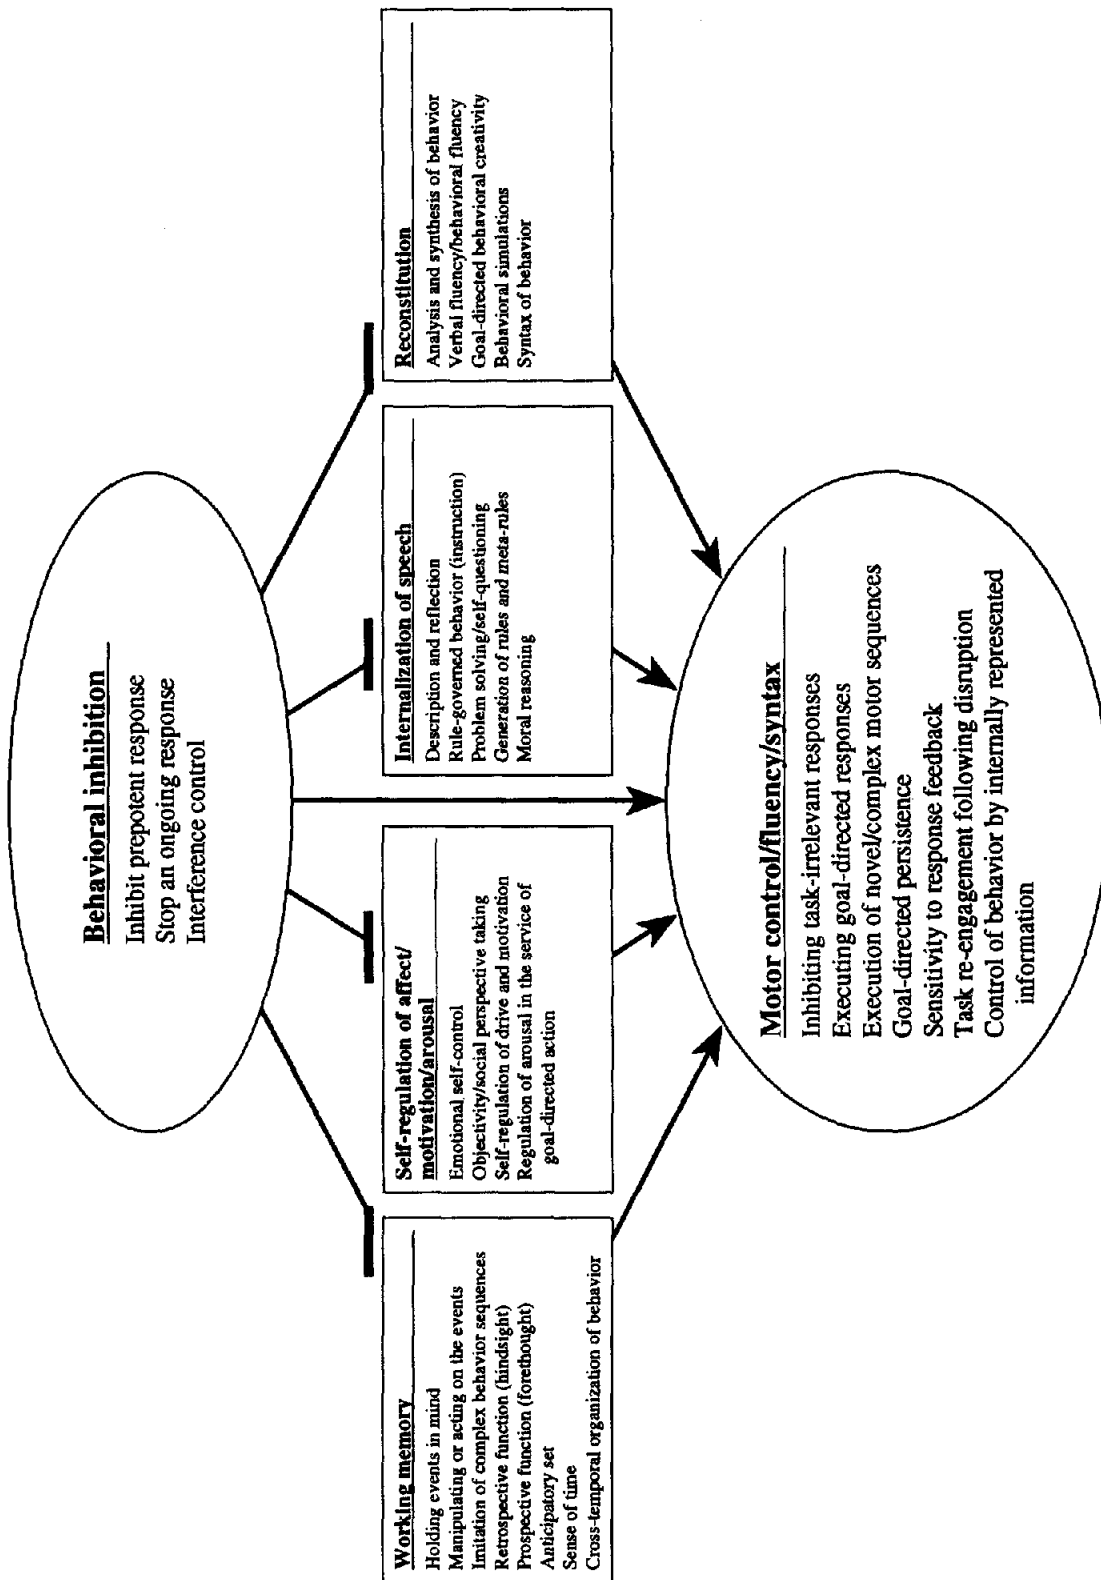 Behavioral inhibition
Inhibit prepotent response
Stop an ongoing response
Interference control
Working memory
Holding events in mind
Manipulating or acting on the events
Imitation of complex behavior sequences
Retrospective function (hindsight)
Prospective function (forethought)
Anticipatory set
Sense of time
Cross-temporal organization of behavior
Self-regulation of affect/
motivation/arousal
Emotional self-control
Objectivity/social perspective taking
Self-regulation of drive and motivation
Regulation of arousal in the service of
goal-directed action
Internalization of speech
Description and reflection
Rule-governed behavior (instruction)
Problem solving/self-questioning
Generation of rules and meta-rules
Moral reasoning
Reconstitution
Analysis and synthesis of behavior
Verbal fluency/behavioral fluency
Goal-directed behavioral creativity
Behavioral simulations
Syntax of behavior
Motor control/fluency/syntax
Inhibiting task-irrelevant responses
Executing goal-directed responses
Execution of novel/complex motor sequences
Goal-directed persistence
Sensitivity to response feedback
Task re-engagement following disruption
Control of behavior by internally represented
information